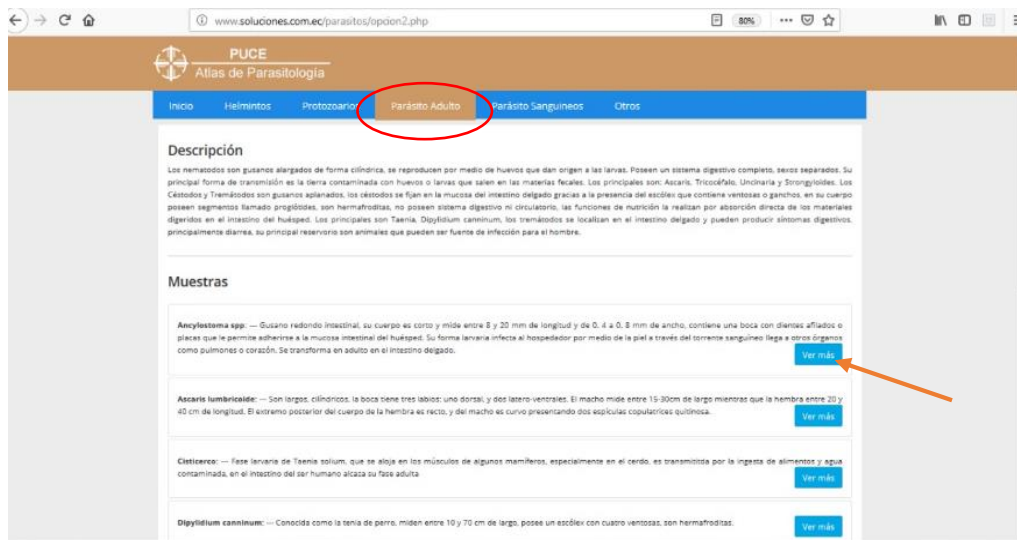 www.soluciones.com.ec/parasitos/opcion2.php
80%
PUCE
Atlas de Parasitología
Inicio Helmintos Protozoarios Parásito Adulto Parásito Sanguineos Otros
Descripción
Los nematodos son gusanos alargados de forma cilíndrica, se reproducen por medio de huevos que dan origen a las larvas. Poseen un sistema digestivo completo, sexos separados. Su
principal forma de transmisión es la tierra contaminada con huevos o larvas que salen en las materias fecales. Los principales son: Ascaris, Tricocéfalo, Uncinaria y Strongyloides. Los
Céstodos y Tremátodos son gusanos aplanados, los céstodos se fijan en la mucosa del intestino delgado gracias a la presencia del escólex que contiene ventosas o ganchos, en su cuerpo
poseen segmentos llamado proglótides, son hermafroditas, no poseen sistema digestivo ni circulatorio, las funciones de nutrición la realizan por absorción directa de los materiales
digeridos en el intestino del huésped. Los principales son Taenia, Dipylidium canninum, los tremátodos se localizan en el intestino delgado y pueden producir síntomas digestivos,
principalmente diarrea, su principal reservorio son animales que pueden ser fuente de infección para el hombre.
Muestras
Ancylostoma spp: — Gusano redondo intestinal, su cuerpo es corto y mide entre 8 y 20 mm de longitud y de 0. 4 a 0. 8 mm de ancho, contiene una boca con dientes afilados o
placas que le permite adherirse a la mucosa intestinal del huésped. Su forma larvaria infecta al hospedador por medio de la piel a través del torrente sanguíneo llega a otros órganos
como pulmones o corazón. Se transforma en adulto en el intestino delgado.
Ver más
Ascaris lumbricoide: — Son largos, cilíndricos, la boca tiene tres labios: uno dorsal, y dos latero-ventrales. El macho mide entre 15-30cm de largo mientras que la hembra entre 20 y
40 cm de longitud. El extremo posterior del cuerpo de la hembra es recto, y del macho es curvo presentando dos espículas copulatrices quitinosa.
Ver más
Cisticerco: — Fase larvaria de Taenia solium, que se aloja en los músculos de algunos mamíferos, especialmente en el cerdo, es transmitida por la ingesta de alimentos y agua
contaminada, en el intestino del ser humano alcaza su fase adulta
Ver más
Dipylidium canninum: — Conocida como la tenia de perro, miden entre 10 y 70 cm de largo, posee un escólex con cuatro ventosas, son hermafroditas.
Ver más